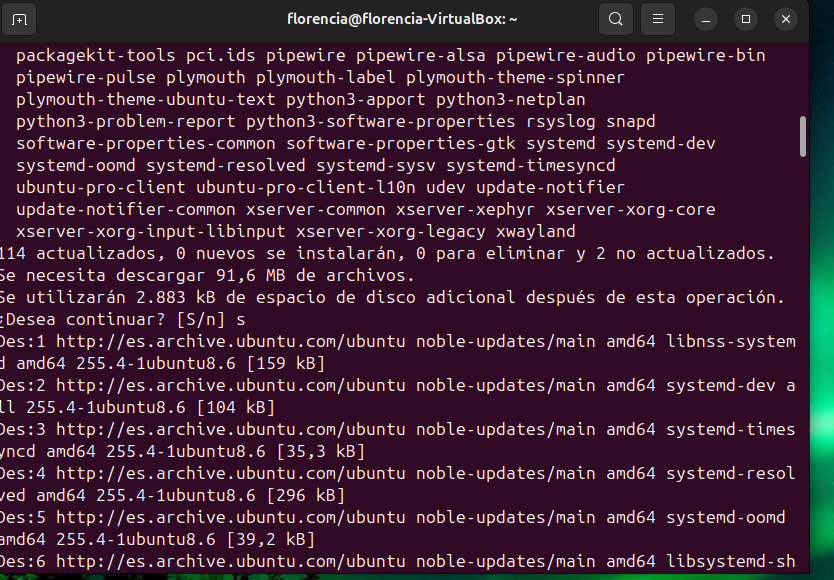 florencia@florencia-VirtualBox: ~
packagekit-tools pci.ids pipewire pipewire-alsa pipewire-audio pipewire-bin
pipewire-pulse plymouth plymouth-label plymouth-theme-spinner
plymouth-theme-ubuntu-text python3-apport python3-netplan
python3-problem-report python3-software-properties rsyslog snapd
software-properties-common software-properties-gtk systemd systemd-dev
systemd-oomd systemd-resolved systemd-sysv systemd-timesyncd
ubuntu-pro-client ubuntu-pro-client-l10n udev update-notifier
update-notifier-common xserver-common xserver-xephyr xserver-xorg-core
xserver-xorg-input-libinput xserver-xorg-legacy xwayland
114 actualizados, 0 nuevos se instalarán, 0 para eliminar y 2 no actualizados.
Se necesita descargar 91,6 MB de archivos.
Se utilizarán 2.883 kB de espacio de disco adicional después de esta operación.
¿Desea continuar? [S/n] s
Des:1 http://es.archive.ubuntu.com/ubuntu noble-updates/main amd64 libnss-system
d amd64 255.4-1ubuntu8.6 [159 kB]
Des:2 http://es.archive.ubuntu.com/ubuntu noble-updates/main amd64 systemd-dev a
ll 255.4-1ubuntu8.6 [104 kB]
Des:3 http://es.archive.ubuntu.com/ubuntu noble-updates/main amd64 systemd-times
yncd amd64 255.4-1ubuntu8.6 [35,3 kB]
Des:4 http://es.archive.ubuntu.com/ubuntu noble-updates/main amd64 systemd-resol
ved amd64 255.4-1ubuntu8.6 [296 kB]
Des:5 http://es.archive.ubuntu.com/ubuntu noble-updates/main amd64 systemd-oomd
amd64 255.4-1ubuntu8.6 [39,2 kB]
Des:6 http://es.archive.ubuntu.com/ubuntu noble-updates/main amd64 libsystemd-sh